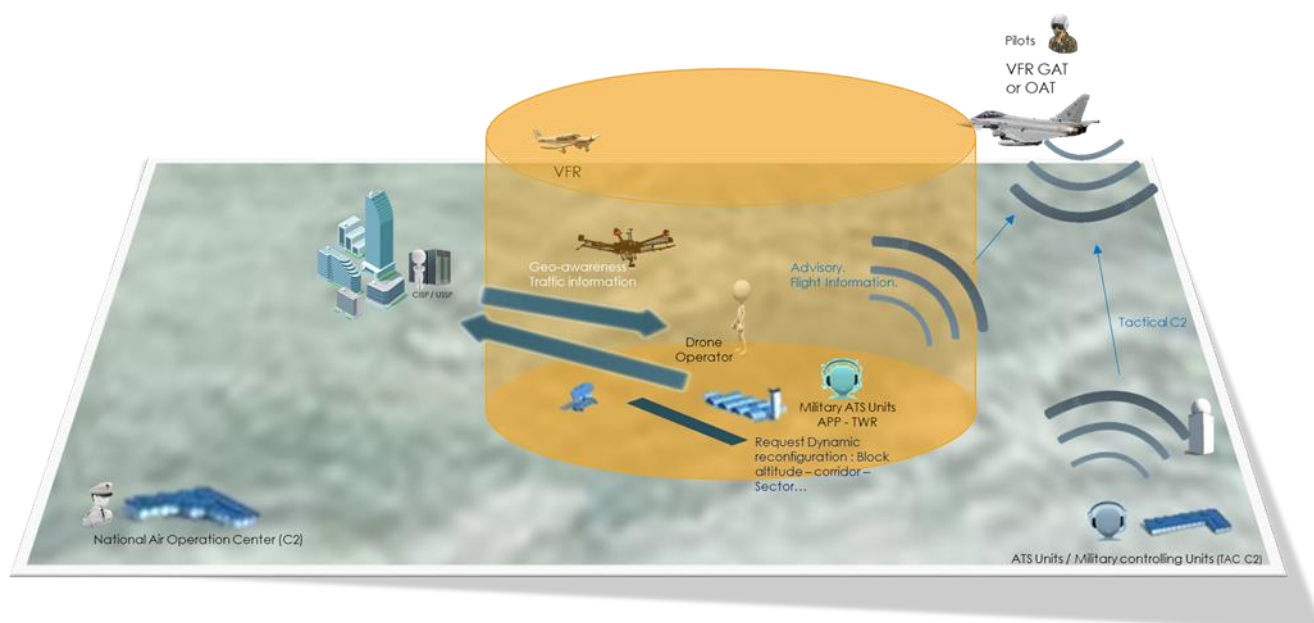 Pilots
VFR GAT
or OAT
VFR
Geo-awareness
Traffic information
CISP / USSP
Advisory.
Flight Information.
Tactical C2
Drone
Operator
Military ATS Units
APP - TWR
Request Dynamic
reconfiguration : Block
altitude – corridor –
Sector...
National Air Operation Center (C2)
ATS Units / Military controlling Units (TAC C2)